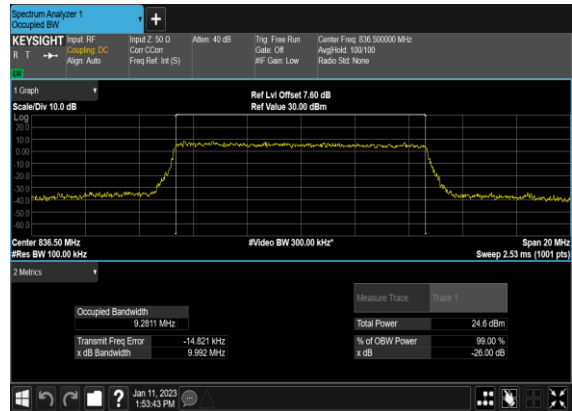 Spectrum Analyzer 1
Occupied BW
+
KEYSIGHT Input: RF Input Z: 50 Ω Atten: 40 dB Trig: Free Run Center Freq: 836.500000 MHz
R T Coupling: DC Corr CCorr Gate: Off Avg|Hold: 100/100
Align: Auto Freq Ref: Int (S) #IF Gain: Low Radio Std: None
1 Graph
Ref Lvl Offset 7.60 dB
Scale/Div 10.0 dB Ref Value 30.00 dBm
Log
20.0
10.0
0.00
-10.0
-20.0
-30.0
-40.0
-50.0
-60.0
Center 836.50 MHz #Video BW 300.00 kHz* Span 20 MHz
#Res BW 100.00 kHz Sweep 2.53 ms (1001 pts)
2 Metrics
Measure Trace Trace 1
Occupied Bandwidth
9.2811 MHz Total Power 24.6 dBm
Transmit Freq Error -14.821 kHz % of OBW Power 99.00 %
x dB Bandwidth 9.992 MHz x dB -26.00 dB
? Jan 11, 2023
1:53:43 PM